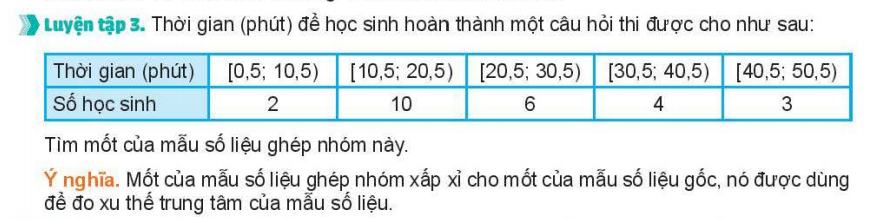 Luyện tập 3. Thời gian (phút) để học sinh hoàn thành một câu hỏi thi được cho như sau:
Thời gian (phút) [0,5; 10,5) [10,5; 20,5) [20,5; 30,5) [30,5; 40,5) [40,5; 50,5)
Số học sinh 2 10 6 4 3
Tìm mốt của mẫu số liệu ghép nhóm này.
Ý nghĩa. Mốt của mẫu số liệu ghép nhóm xấp xỉ cho mốt của mẫu số liệu gốc, nó được dùng
để đo xu thế trung tâm của mẫu số liệu.